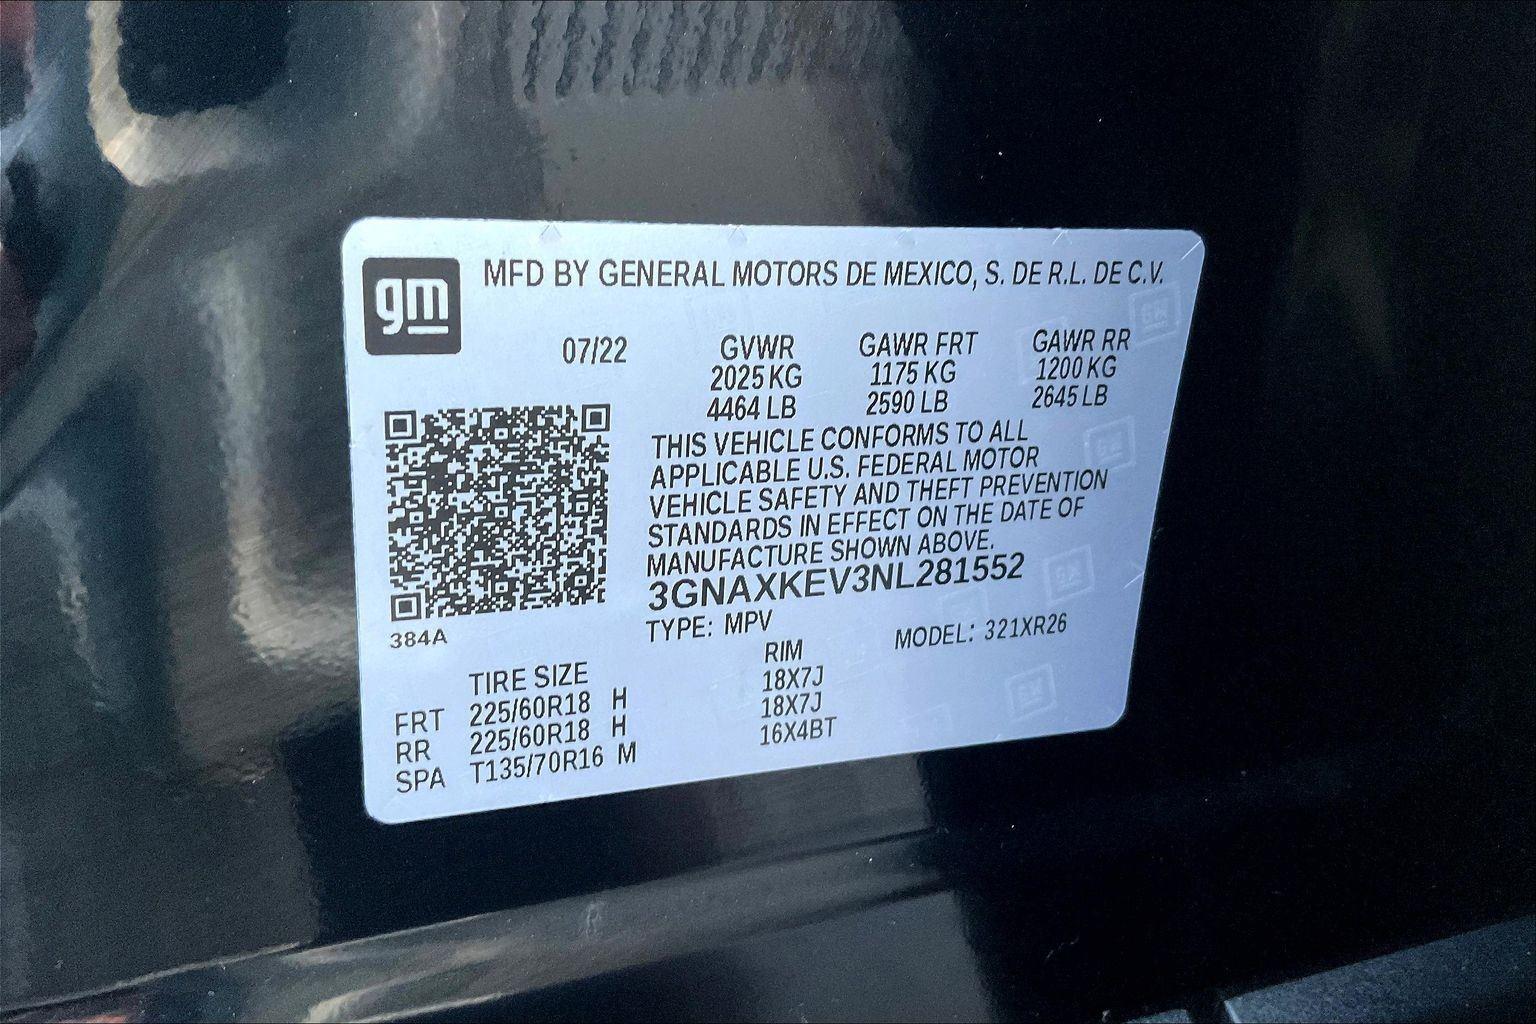 gm
MFD BY GENERAL MOTORS DE MEXICO, S. DE R.L. DE C.V.
07/22 GVWR GAWR FRT GAWR RR
2025 KG 1175 KG 1200 KG
4464 LB 2590 LB 2645 LB
THIS VEHICLE CONFORMS TO ALL
APPLICABLE U.S. FEDERAL MOTOR
VEHICLE SAFETY AND THEFT PREVENTION
STANDARDS IN EFFECT ON THE DATE OF
MANUFACTURE SHOWN ABOVE.
3GNAXKEV3NL281552
384A
TYPE: MPV MODEL: 321XR26
TIRE SIZE RIM
FRT 225/60R18 H 18X7J
RR 225/60R18 H 18X7J
SPA T135/70R16 M 16X4BT